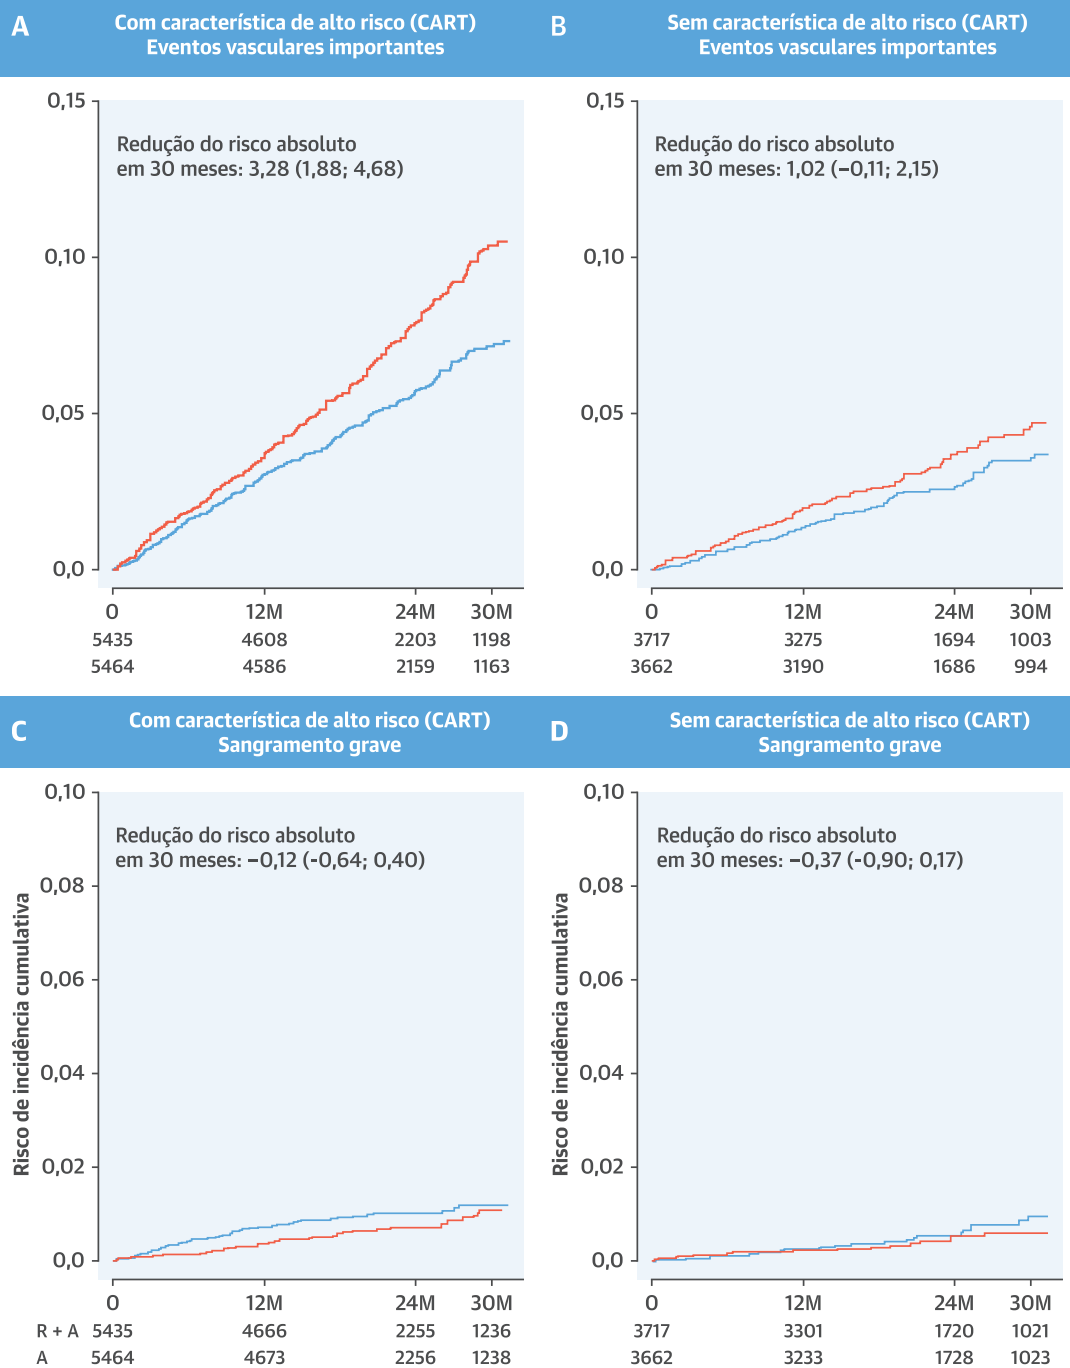 A
Com característica de alto risco (CART)
Eventos vasculares importantes
0,15
Redução do risco absoluto
em 30 meses: 3,28 (1,88; 4,68)
0,10
0,05
0,0
0 12M 24M 30M
5435 4608 2203 1198
5464 4586 2159 1163
B
Sem característica de alto risco (CART)
Eventos vasculares importantes
0,15
Redução do risco absoluto
em 30 meses: 1,02 (−0,11; 2,15)
0,10
0,05
0,0
0 12M 24M 30M
3717 3275 1694 1003
3662 3190 1686 994
C
Com característica de alto risco (CART)
Sangramento grave
Risco de incidência cumulativa
0,10
Redução do risco absoluto
em 30 meses: −0,12 (-0,64; 0,40)
0,08
0,06
0,04
0,02
0,0
0 12M 24M 30M
R + A 5435 4666 2255 1236
A 5464 4673 2256 1238
D
Sem característica de alto risco (CART)
Sangramento grave
Risco de incidência cumulativa
0,10
Redução do risco absoluto
em 30 meses: −0,37 (-0,90; 0,17)
0,08
0,06
0,04
0,02
0,0
0 12M 24M 30M
3717 3301 1720 1021
3662 3233 1728 1023